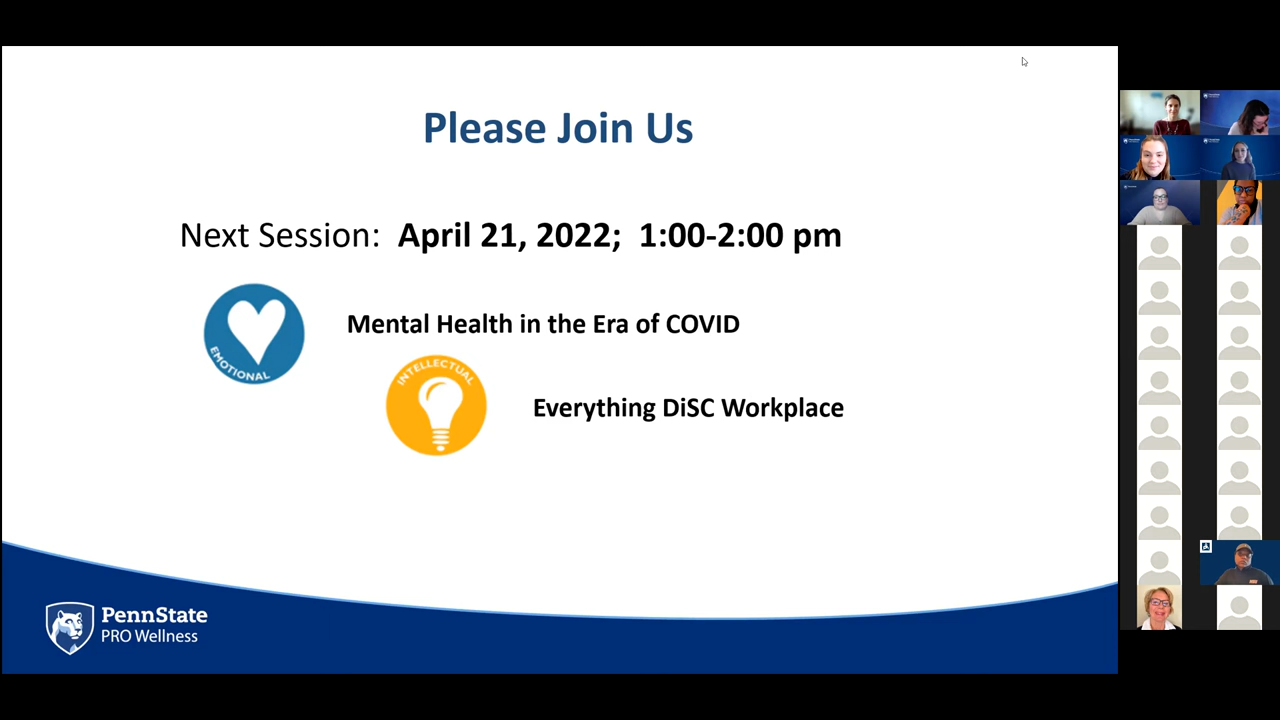 Please Join Us
Next Session: April 21, 2022; 1:00-2:00 pm
EMOTIONAL
Mental Health in the Era of COVID
INTELLECTUAL
Everything DiSC Workplace
PennState
PRO Wellness